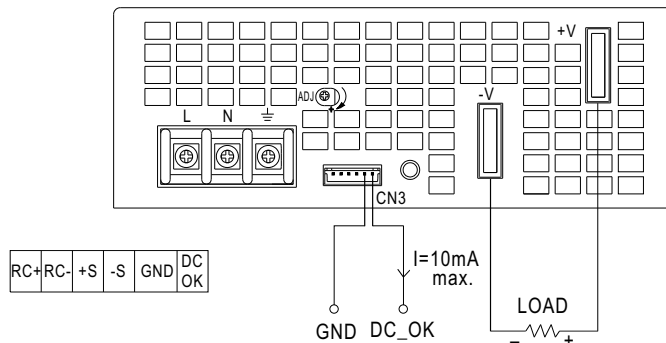 +V
-V
ADJ
+
L N ⏚
CN3
RC+ RC- +S -S GND DC OK
I=10mA
max.
GND DC_OK
LOAD
– +